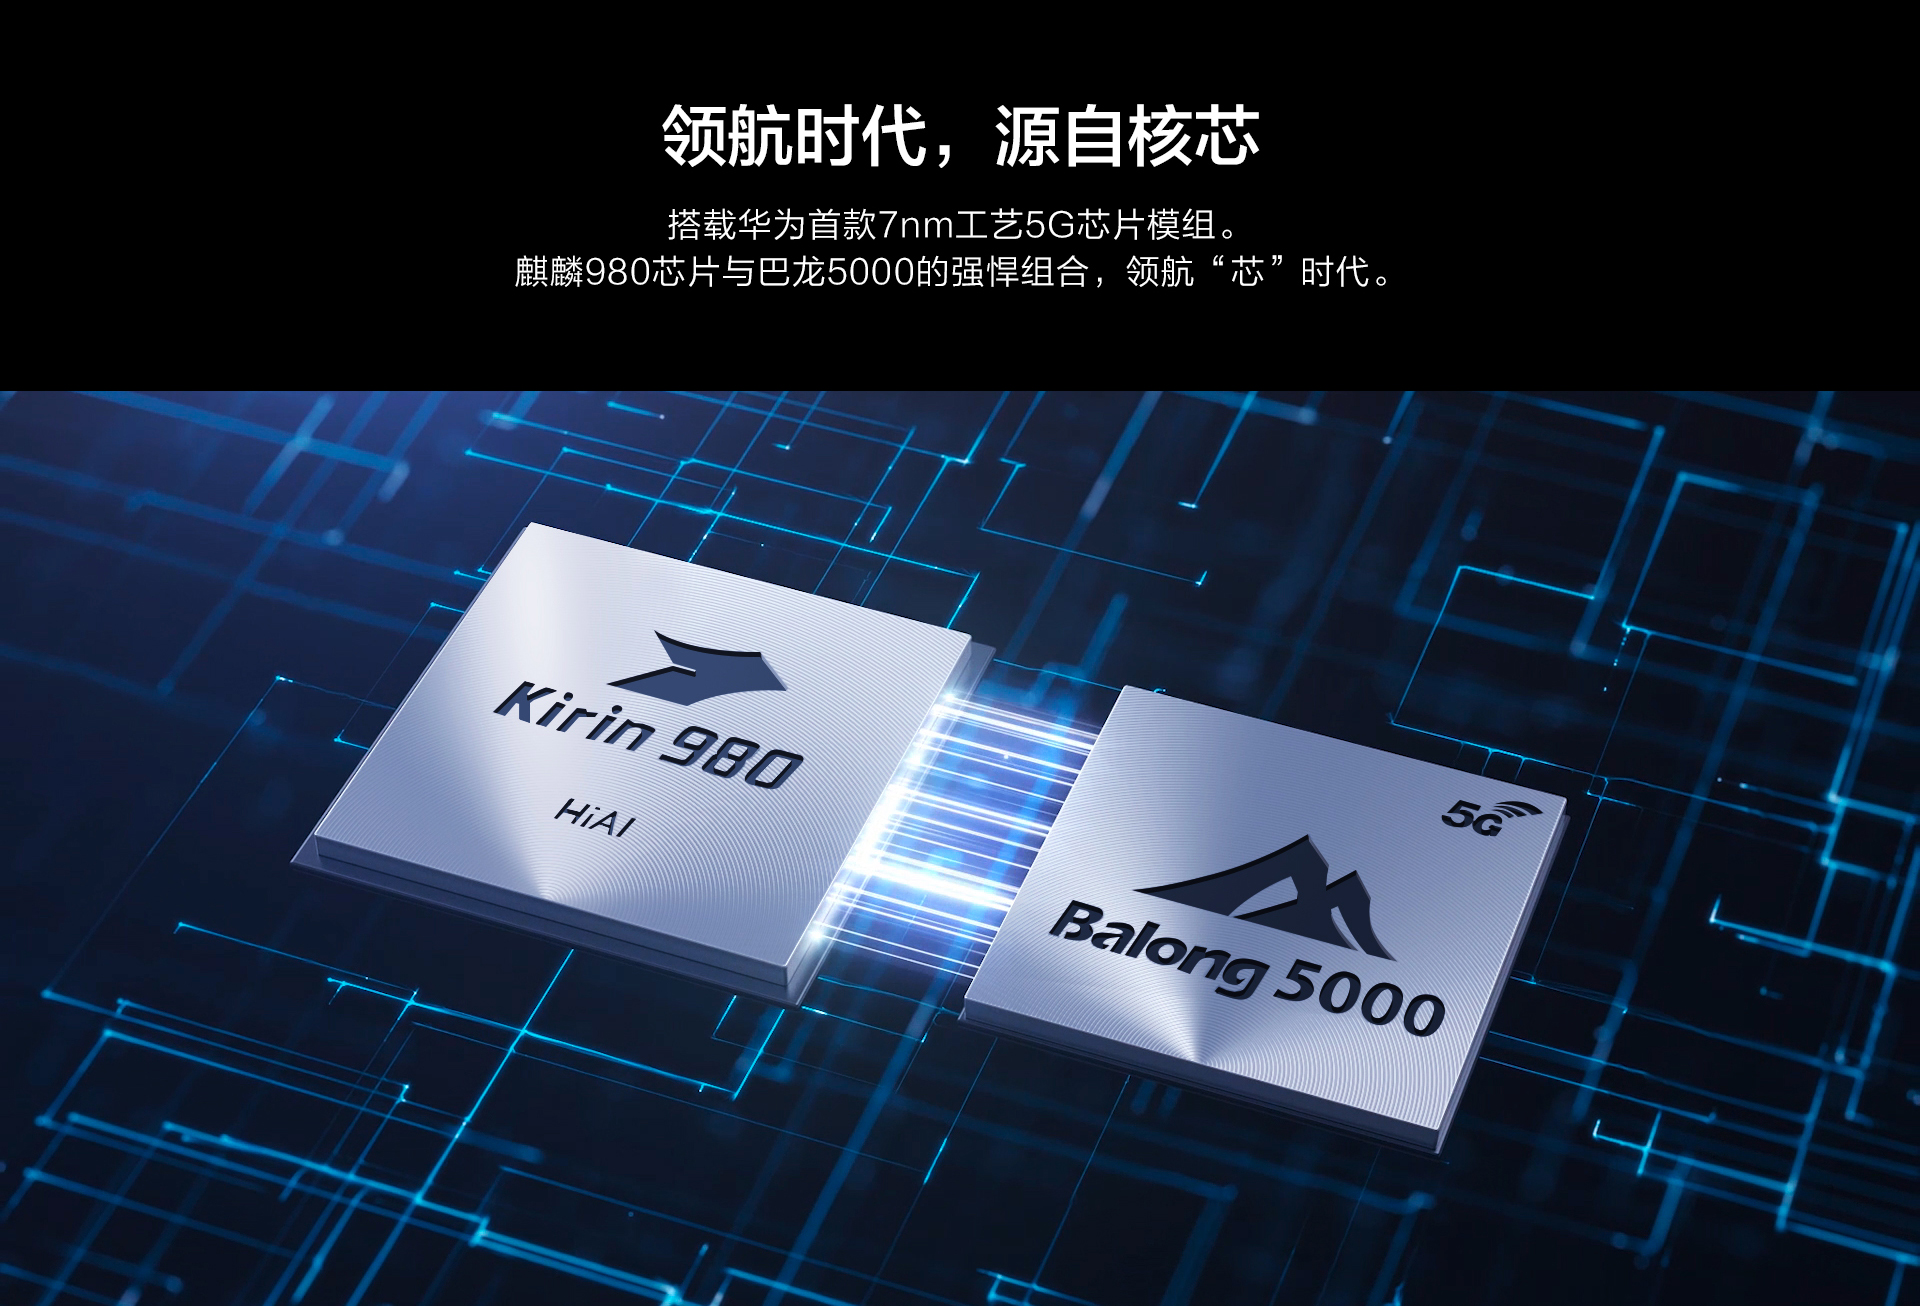 领航时代，源自核芯
搭载华为首款7nm工艺5G芯片模组。
麒麟980芯片与巴龙5000的强悍组合，领航“芯”时代。
Kirin 980
HiAI
5G
Balong 5000